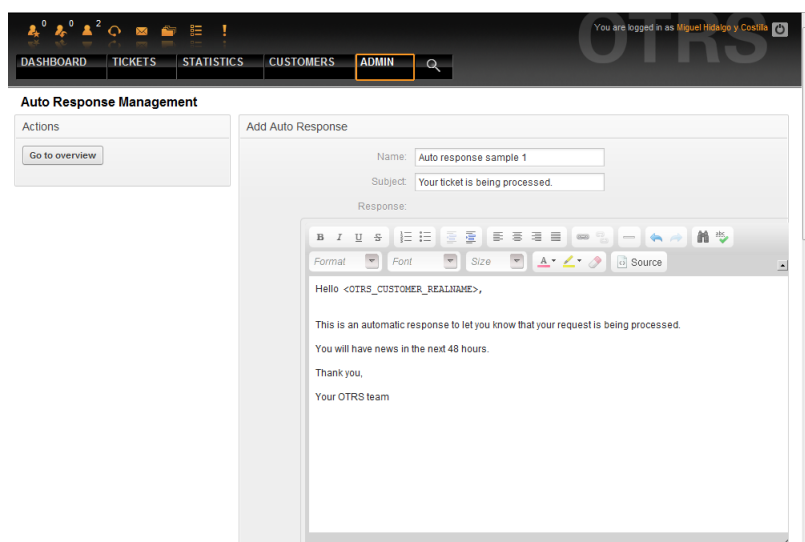 0 0 2
You are logged in as Miguel Hidalgo y Costilla
OTRS
DASHBOARD TICKETS STATISTICS CUSTOMERS ADMIN
Auto Response Management
Actions
Go to overview
Add Auto Response
Name: Auto response sample 1
Subject: Your ticket is being processed.
Response:
B I U S
abc
Format Font Size A Source
Hello <OTRS_CUSTOMER_REALNAME>,
This is an automatic response to let you know that your request is being processed.
You will have news in the next 48 hours.
Thank you,
Your OTRS team